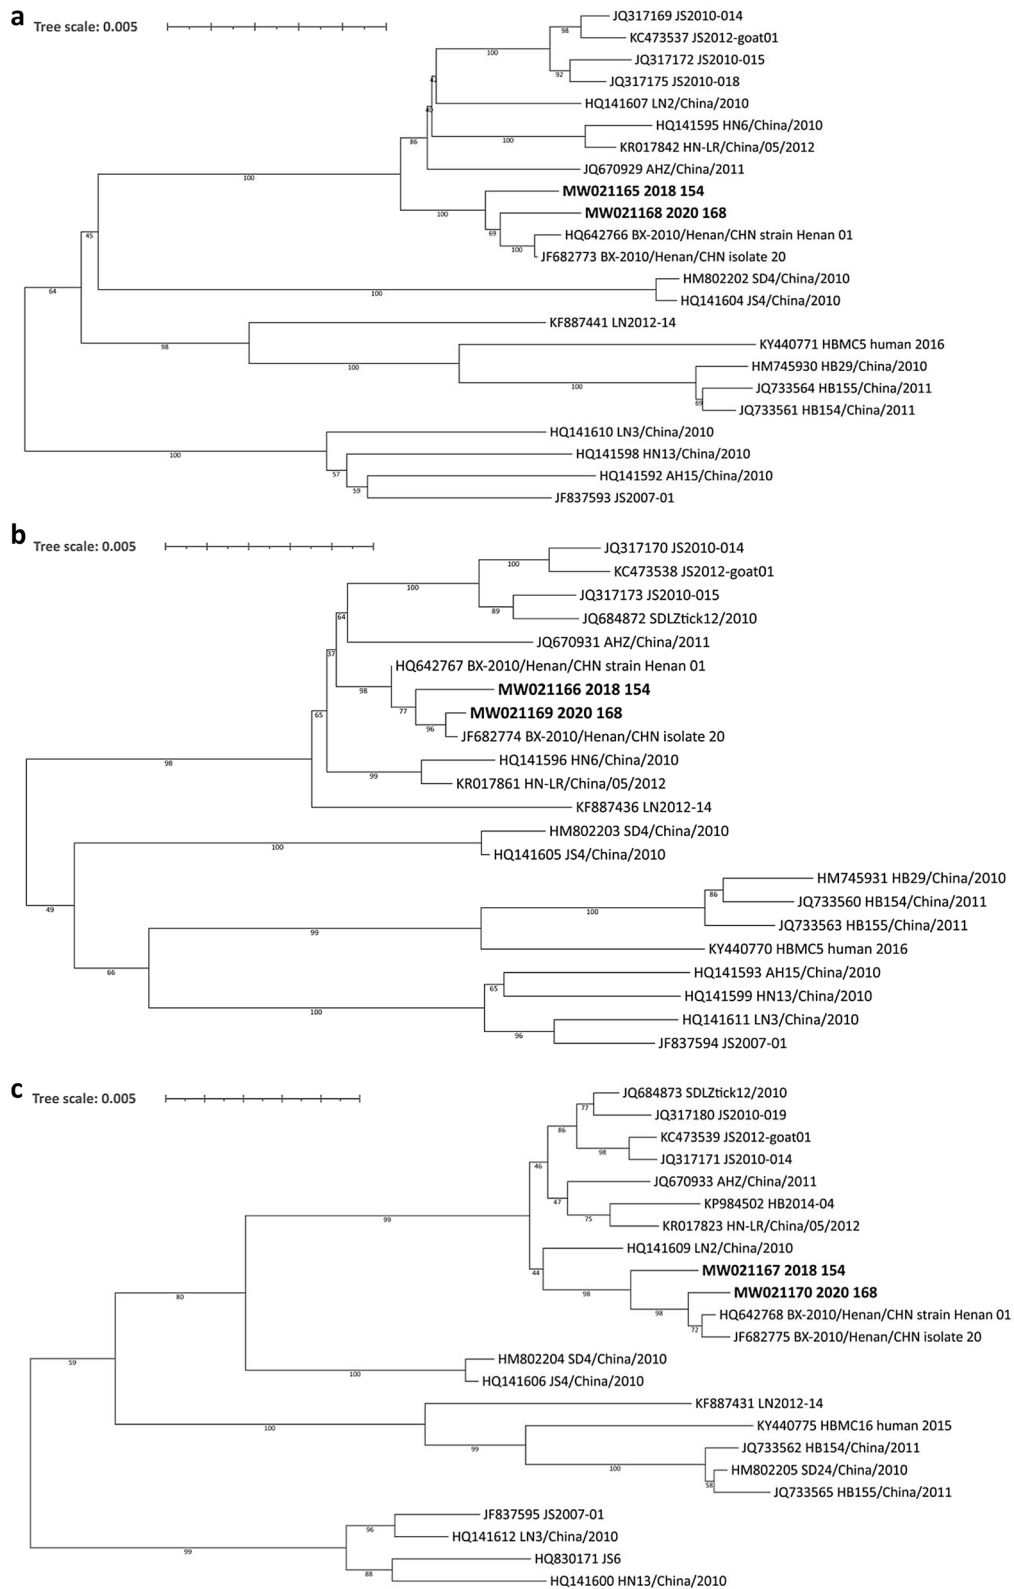 a
Tree scale: 0.005
JQ317169 JS2010-014
98
KC473537 JS2012-goat01
100
JQ317172 JS2010-015
92
JQ317175 JS2010-018
HQ141607 LN2/China/2010
HQ141595 HN6/China/2010
100
86
KR017842 HN-LR/China/05/2012
JQ670929 AHZ/China/2011
100
MW021165 2018 154
100
MW021168 2020 168
69
HQ642766 BX-2010/Henan/CHN strain Henan 01
45
100
JF682773 BX-2010/Henan/CHN isolate 20
HM802202 SD4/China/2010
64
100
HQ141604 JS4/China/2010
KF887441 LN2012-14
98
KY440771 HBMC5 human 2016
100
HM745930 HB29/China/2010
100
JQ733564 HB155/China/2011
69
JQ733561 HB154/China/2011
HQ141610 LN3/China/2010
100
HQ141598 HN13/China/2010
57
HQ141592 AH15/China/2010
59
JF837593 JS2007-01
b
Tree scale: 0.005
JQ317170 JS2010-014
100
KC473538 JS2012-goat01
100
JQ317173 JS2010-015
89
64
JQ684872 SDLZtick12/2010
JQ670931 AHZ/China/2011
37
HQ642767 BX-2010/Henan/CHN strain Henan 01
98
MW021166 2018 154
77
65
MW021169 2020 168
96
JF682774 BX-2010/Henan/CHN isolate 20
98
HQ141596 HN6/China/2010
99
KR017861 HN-LR/China/05/2012
KF887436 LN2012-14
HM802203 SD4/China/2010
100
HQ141605 JS4/China/2010
HM745931 HB29/China/2010
86
49
JQ733560 HB154/China/2011
100
JQ733563 HB155/China/2011
99
KY440770 HBMC5 human 2016
66
HQ141593 AH15/China/2010
65
HQ141599 HN13/China/2010
100
HQ141611 LN3/China/2010
96
JF837594 JS2007-01
c
Tree scale: 0.005
JQ684873 SDLZtick12/2010
77
JQ317180 JS2010-019
86
KC473539 JS2012-goat01
98
JQ317171 JS2010-014
46
JQ670933 AHZ/China/2011
47
KP984502 HB2014-04
99
75
KR017823 HN-LR/China/05/2012
HQ141609 LN2/China/2010
44
MW021167 2018 154
98
80
MW021170 2020 168
98
HQ642768 BX-2010/Henan/CHN strain Henan 01
72
JF682775 BX-2010/Henan/CHN isolate 20
59
HM802204 SD4/China/2010
100
HQ141606 JS4/China/2010
KF887431 LN2012-14
100
KY440775 HBMC16 human 2015
99
JQ733562 HB154/China/2011
100
HM802205 SD24/China/2010
58
JQ733565 HB155/China/2011
JF837595 JS2007-01
96
HQ141612 LN3/China/2010
99
HQ830171 JS6
88
HQ141600 HN13/China/2010